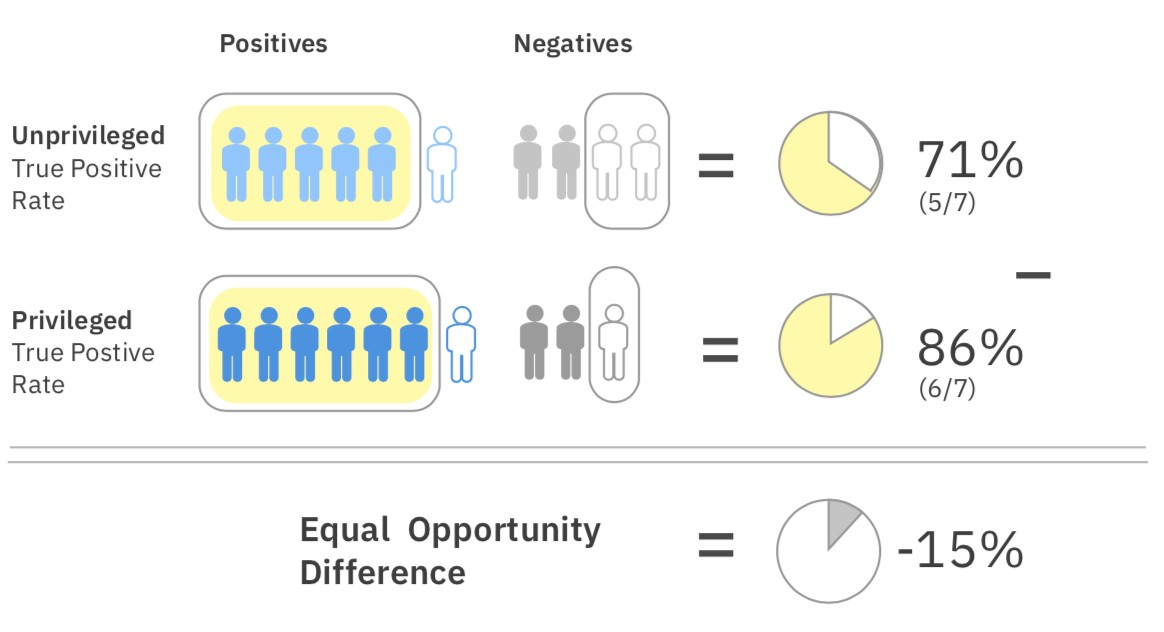 Positives Negatives
Unprivileged
True Positive
Rate
= 71%
(5/7)
–
Privileged
True Postive
Rate
= 86%
(6/7)
Equal Opportunity
Difference
= -15%